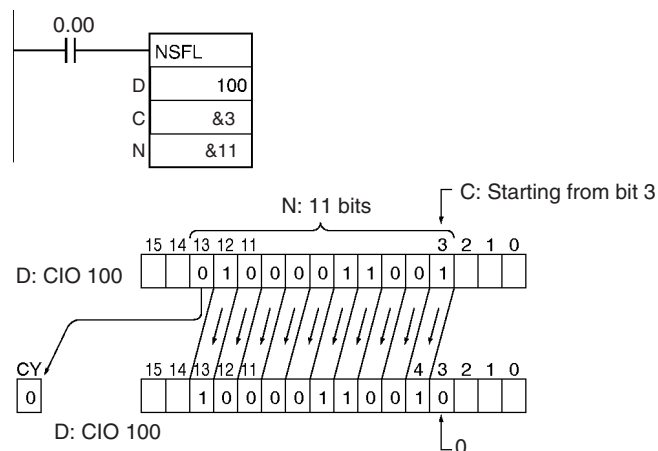 0.00
NSFL
D 100
C &3
N &11
C: Starting from bit 3
N: 11 bits
15 14 13 12 11 3 2 1 0
D: CIO 100 0 1 0 0 0 0 1 1 0 0 1
CY 15 14 13 12 11 4 3 2 1 0
0 1 0 0 0 0 1 1 0 0 1 0
D: CIO 100
0